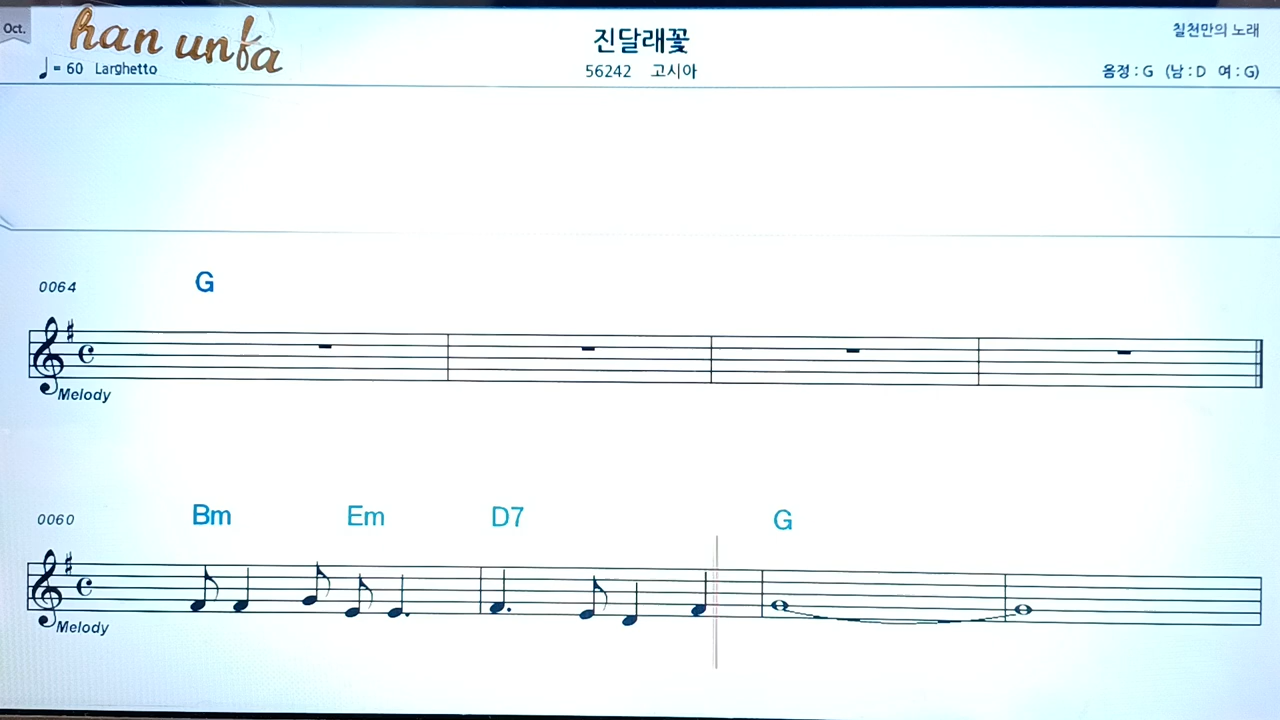 Oct.
han unba
진달래꽃
칠천만의 노래
♩= 60 Larghetto
56242 고시아
음정 : G (남 : D 여 : G)
0064
G
Melody
0060
Bm Em D7 G
Melody